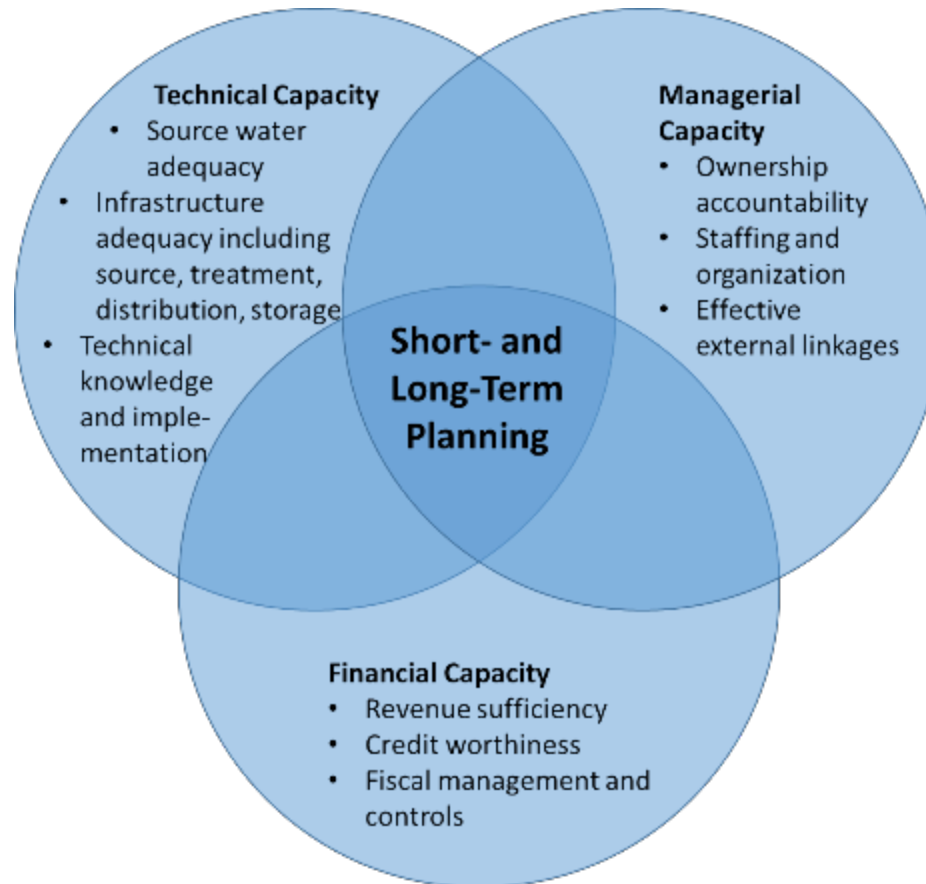 Technical Capacity
• Source water
adequacy
• Infrastructure
adequacy including
source, treatment,
distribution, storage
• Technical
knowledge
and imple-
mentation
Managerial
Capacity
• Ownership
accountability
• Staffing and
organization
• Effective
external linkages
Short- and
Long-Term
Planning
Financial Capacity
• Revenue sufficiency
• Credit worthiness
• Fiscal management and
controls